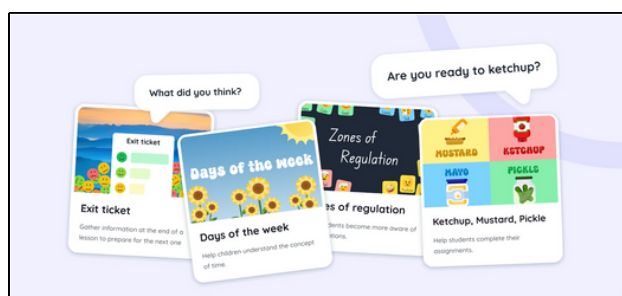 What did you think?
Are you ready to ketchup?
Exit ticket
Exit ticket
Gather information at the end of a
lesson to prepare for the next one
Days of the week
Days of the week
Help children understand the concept
of time.
Zones of
Regulation
es of regulation
dents become more aware of
tions.
MUSTARD
KETCHUP
MAYO
PICKLE
Ketchup, Mustard, Pickle
Help students complete their
assignments.